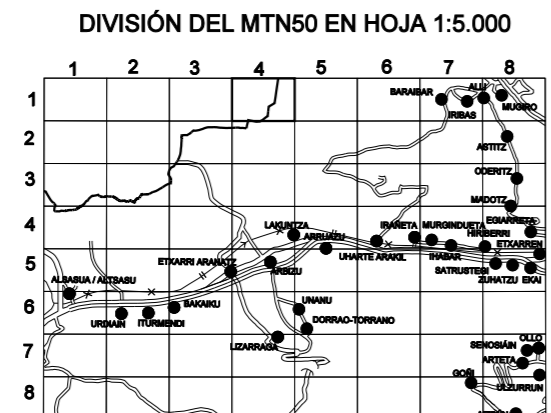 DIVISIÓN DEL MTN50 EN HOJA 1:5.000
1 2 3 4 5 6 7 8
1
2
3
4
5
6
7
8
BARAIBAR
ALLI
MUGIRO
IRIBAS
ASTITZ
ODERITZ
MADOTZ
EGIARRETA
LAKUNTZA
ARRUAZU
IRAÑETA
MURGINDUETA
HIRIBERRI
ETXARREN
UHARTE ARAKIL
IHABAR
SATRUSTEGI
ZUHATZU
EKAI
ETXARRI ARANATZ
ARBIZU
ALSASUA / ALTSASU
URDIAIN
ITURMENDI
BAKAIKU
UNANU
DORRAO-TORRANO
LIZARRAGA
SENOSIÁIN
OLLO
ARTETA
GOÑI
ULZURRUN